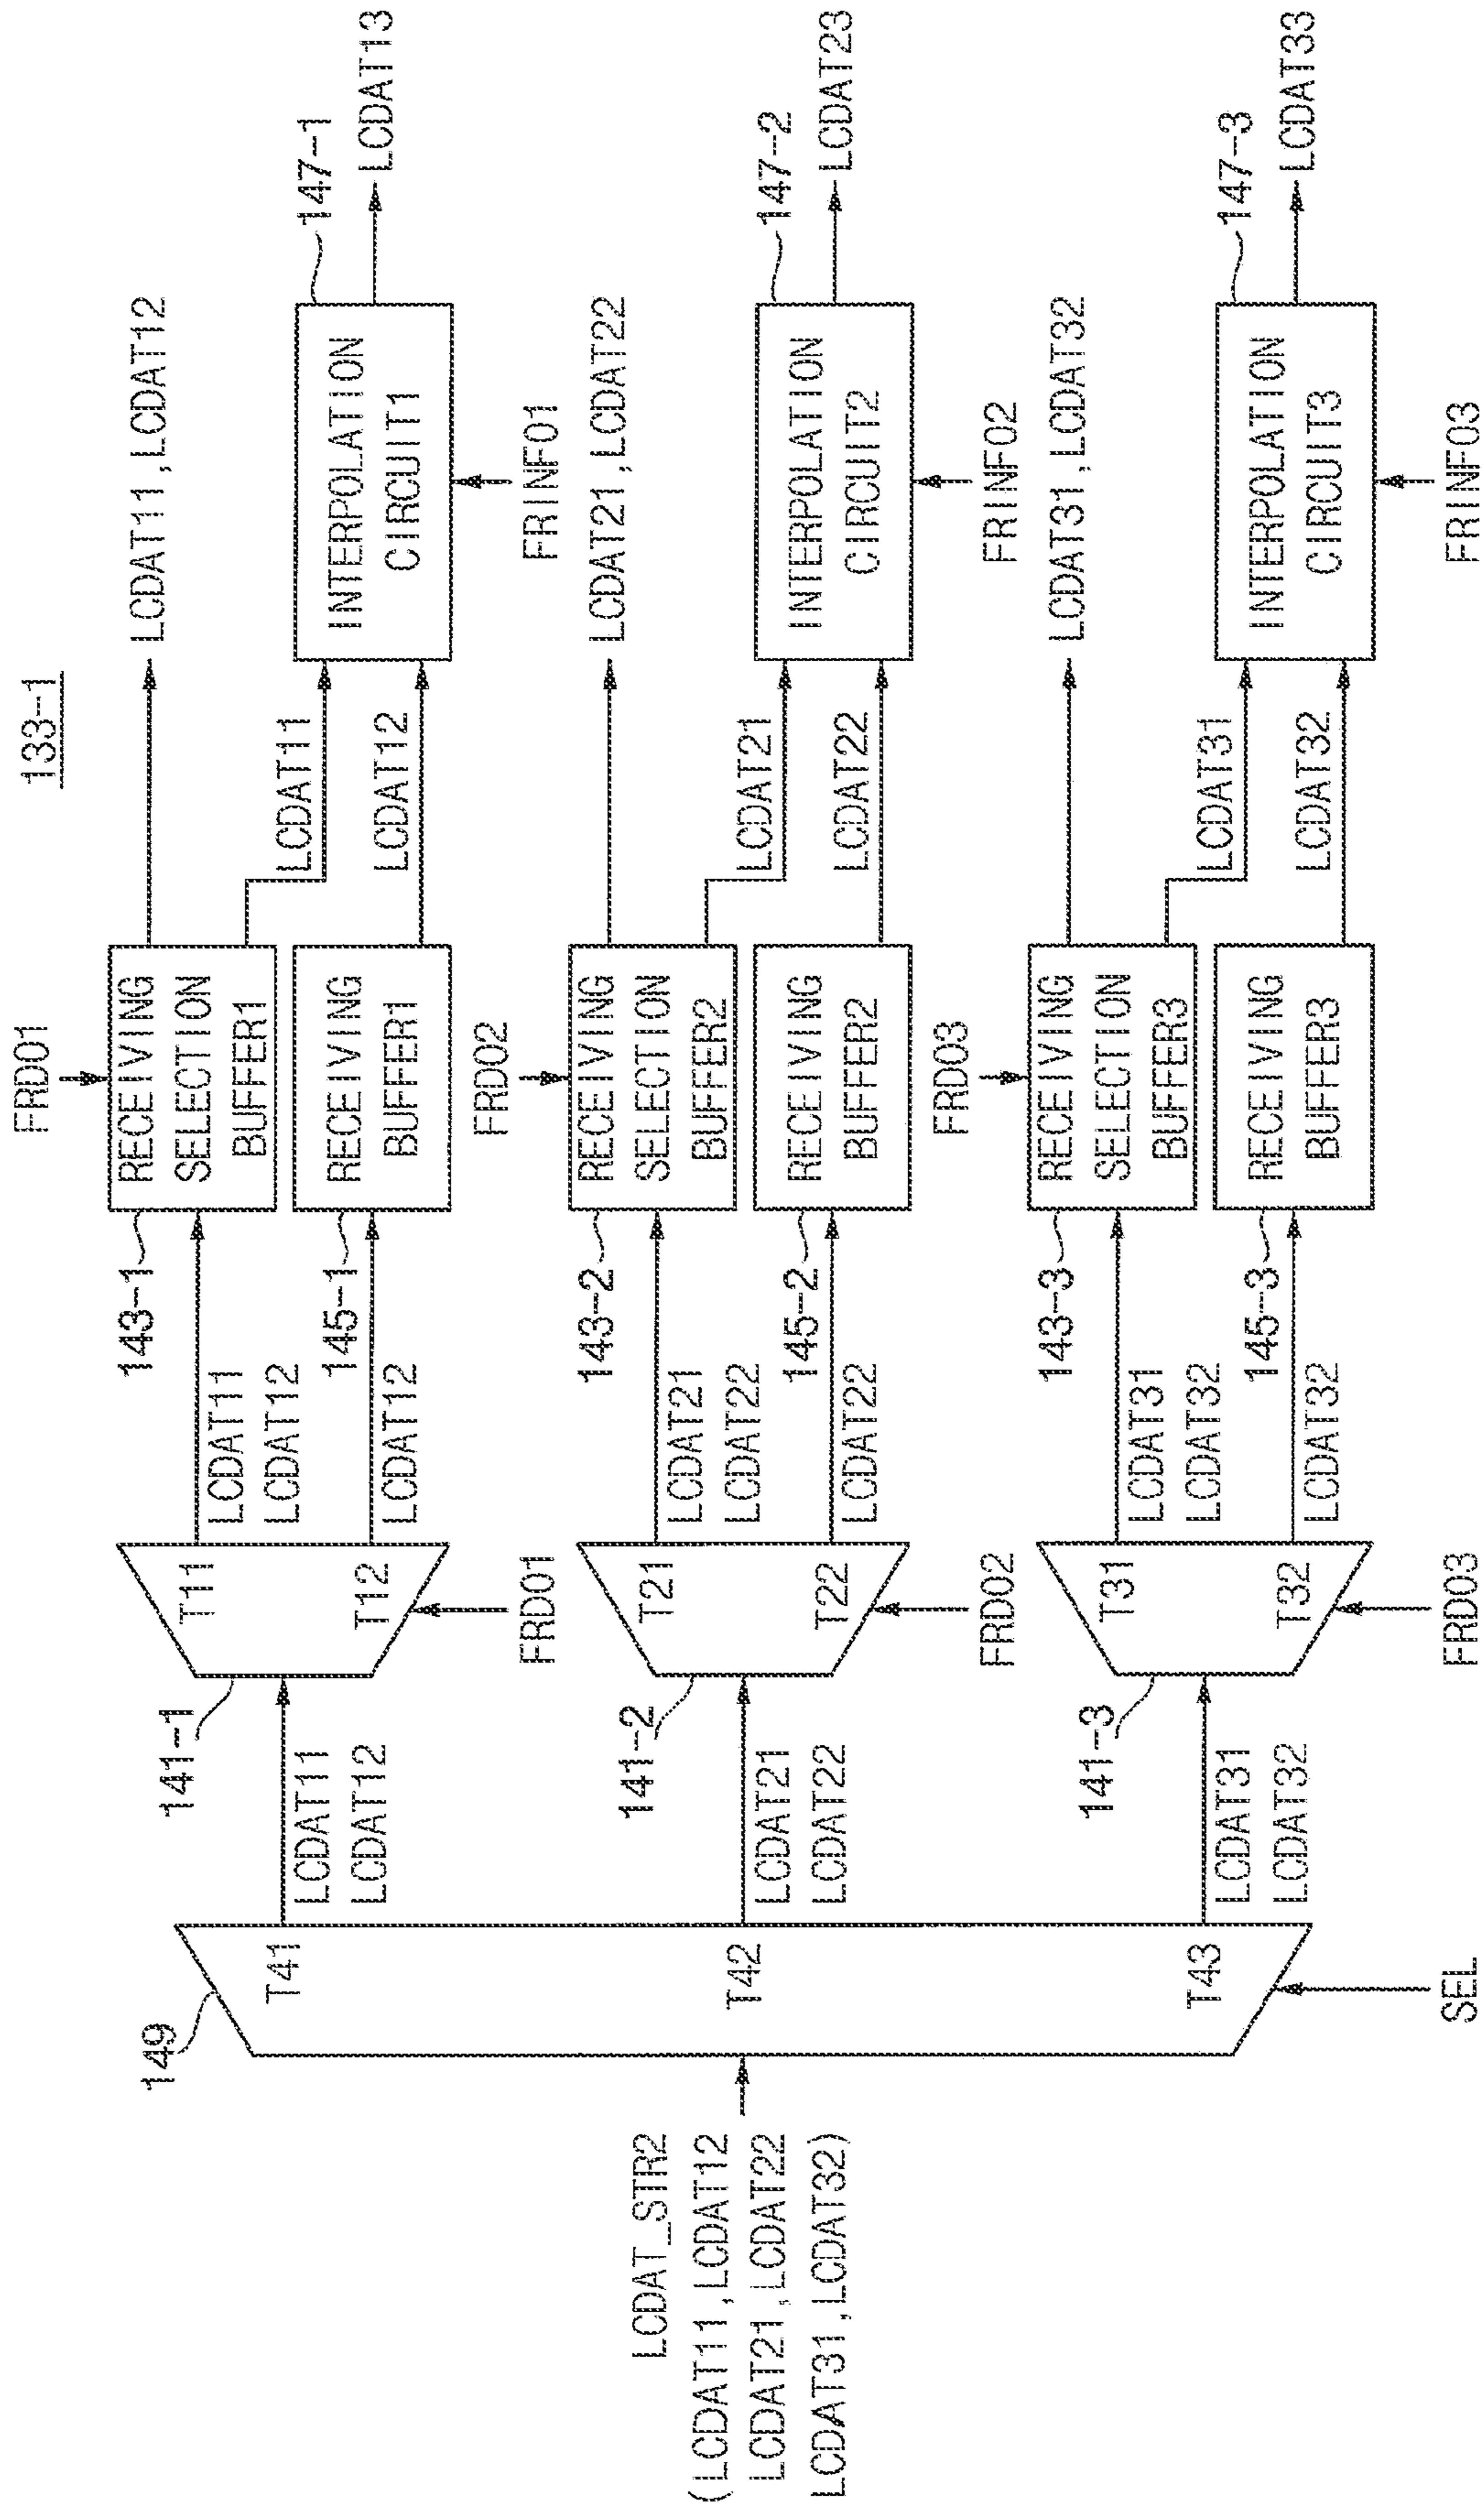 133-1
LCDAT_STR2
(LCDAT11,LCDAT12
LCDAT21,LCDAT22
LCDAT31,LCDAT32)
149
T41
T42
T43
SEL
LCDAT11
LCDAT12
141-1
T11
T12
FRD01
LCDAT11
LCDAT12
LCDAT12
143-1
FRD01
RECEIVING
SELECTION
BUFFER1
145-1
RECEIVING
BUFFER1
LCDAT11,LCDAT12
LCDAT11
LCDAT12
147-1
INTERPOLATION
CIRCUIT1
FRINF01
LCDAT13
LCDAT21
LCDAT22
141-2
T21
T22
FRD02
LCDAT21
LCDAT22
LCDAT22
143-2
FRD02
RECEIVING
SELECTION
BUFFER2
145-2
RECEIVING
BUFFER2
LCDAT21,LCDAT22
LCDAT21
LCDAT22
147-2
INTERPOLATION
CIRCUIT2
FRINF02
LCDAT23
LCDAT31
LCDAT32
141-3
T31
T32
FRD03
LCDAT31
LCDAT32
LCDAT32
143-3
FRD03
RECEIVING
SELECTION
BUFFER3
145-3
RECEIVING
BUFFER3
LCDAT31,LCDAT32
LCDAT31
LCDAT32
147-3
INTERPOLATION
CIRCUIT3
FRINF03
LCDAT33